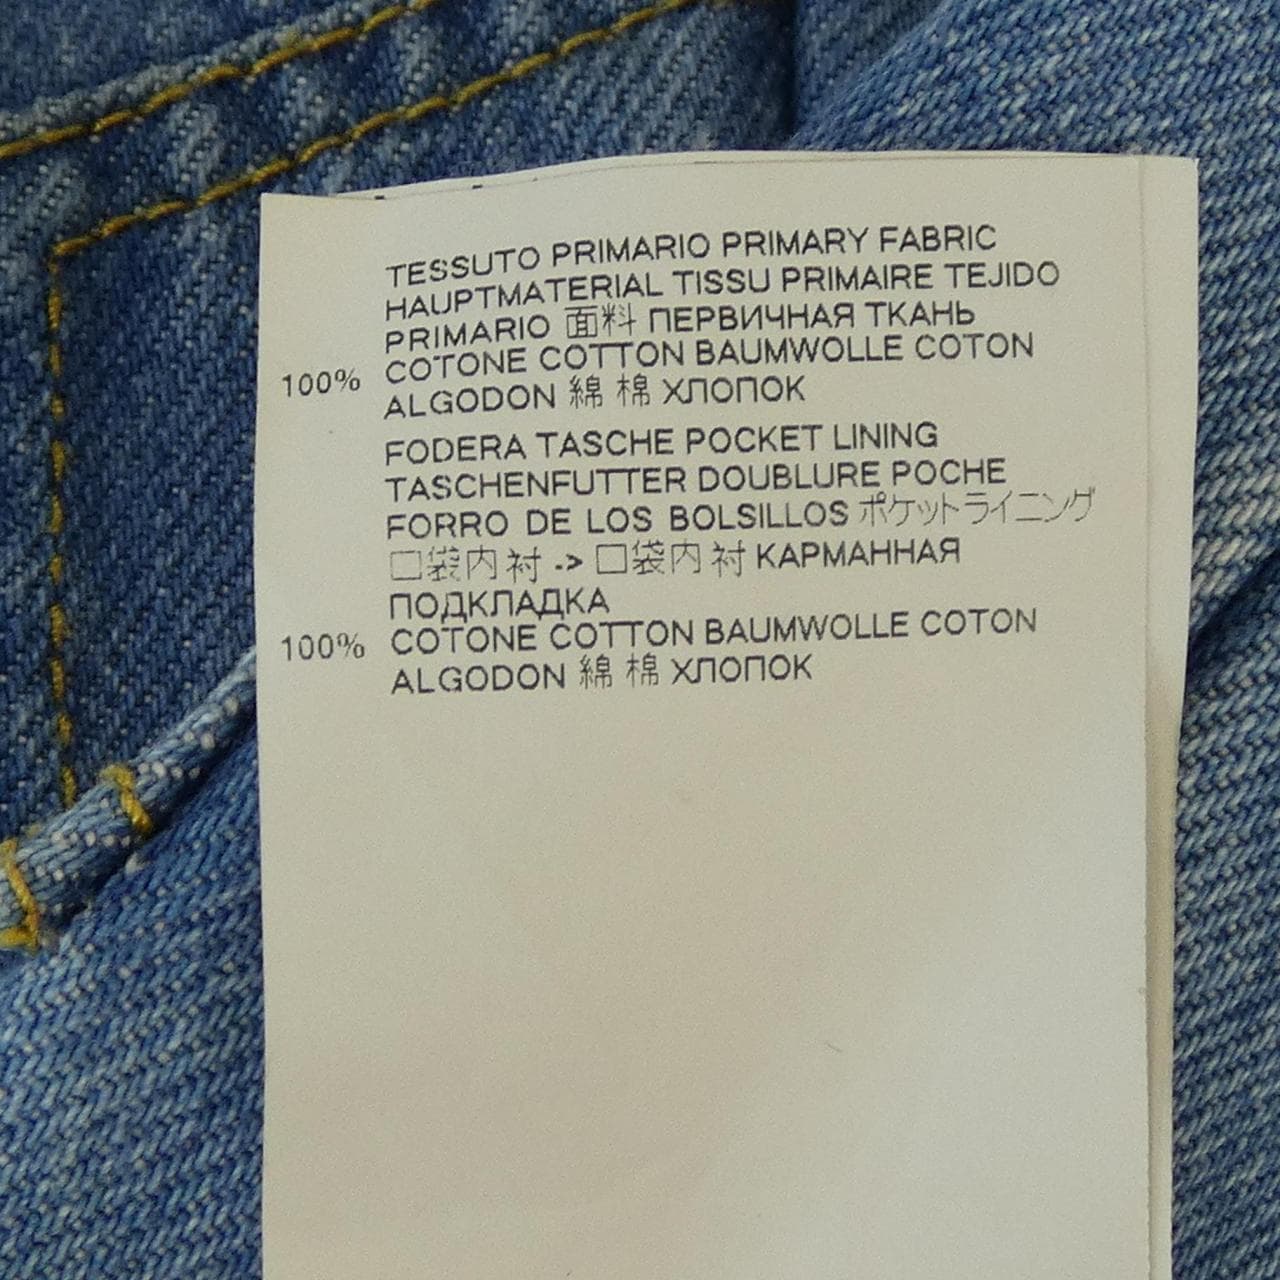 TESSUTO PRIMARIO PRIMARY FABRIC
HAUPTMATERIAL TISSU PRIMAIRE TEJIDO
PRIMARIO 面料 ПЕРВИЧНАЯ ТКАНЬ
100% COTONE COTTON BAUMWOLLE COTON
ALGODON 綿 棉 ХЛОПОК
FODERA TASCHE POCKET LINING
TASCHENFUTTER DOUBLURE POCHE
FORRO DE LOS BOLSILLOS ポケットライニング
口袋内衬 -> 口袋内衬 КАРМАННАЯ
ПОДКЛАДКА
100% COTONE COTTON BAUMWOLLE COTON
ALGODON 綿 棉 ХЛОПОК